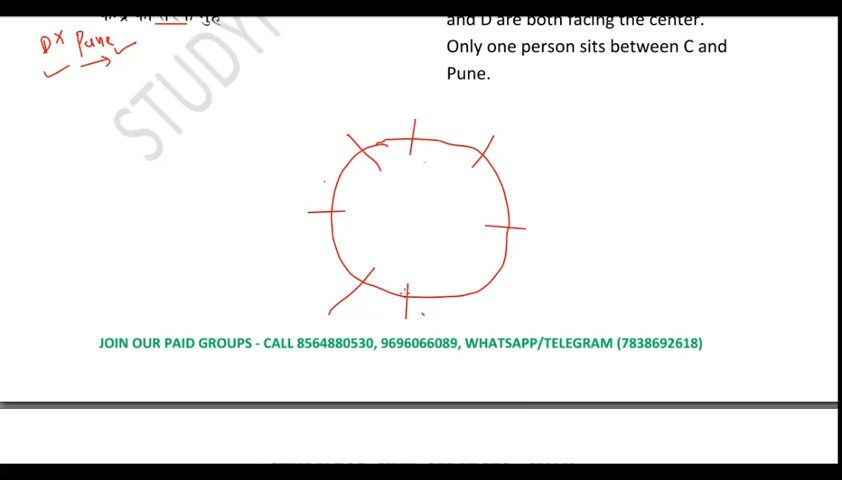 and D are both facing the center.
Only one person sits between C and
Pune.
D× Pune
JOIN OUR PAID GROUPS - CALL 8564880530, 9696066089, WHATSAPP/TELEGRAM (7838692618)